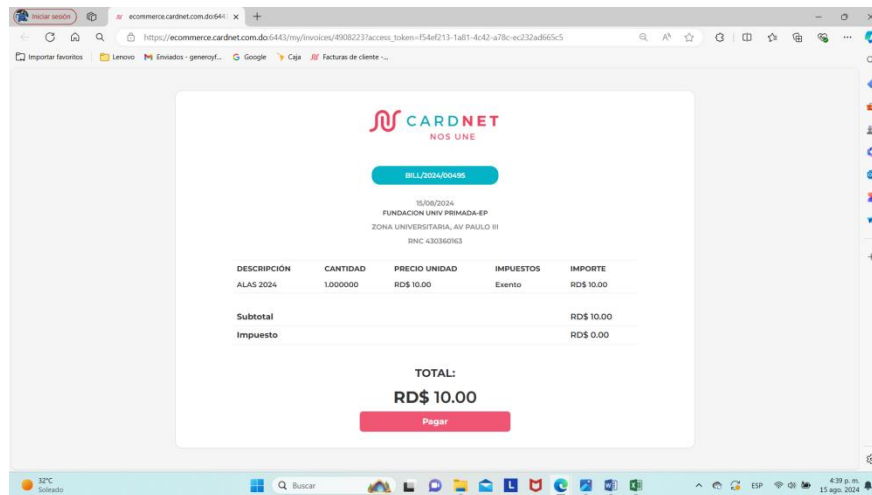 Iniciar sesión
ecommerce.cardnet.com.do:644
https://ecommerce.cardnet.com.do:6443/my/invoices/4908223?access_token=f54ef213-1a81-4c42-a78c-ec232ad665c5
Importar favoritos Lenovo Enviados - generoyf... Google Caja Facturas de cliente -...
CARDNET
NOS UNE
BILL/2024/00495
15/08/2024
FUNDACION UNIV PRIMADA-EP
ZONA UNIVERSITARIA, AV PAULO III
RNC 430360163
DESCRIPCIÓN CANTIDAD PRECIO UNIDAD IMPUESTOS IMPORTE
ALAS 2024 1.000000 RD$ 10.00 Exento RD$ 10.00
Subtotal RD$ 10.00
Impuesto RD$ 0.00
TOTAL:
RD$ 10.00
Pagar
32°C
Soleado
Buscar
ESP
4:39 p. m.
15 ago. 2024